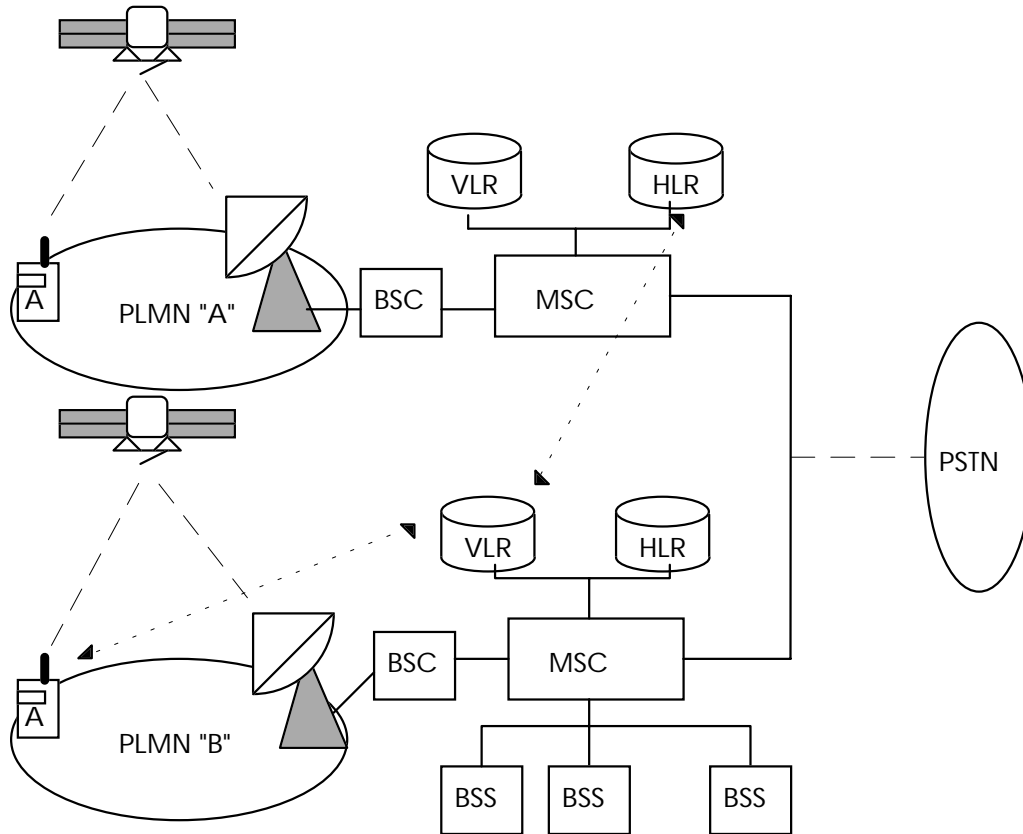 VLR
HLR
A
PLMN "A"
BSC
MSC
PSTN
VLR
HLR
A
PLMN "B"
BSC
MSC
BSS
BSS
BSS